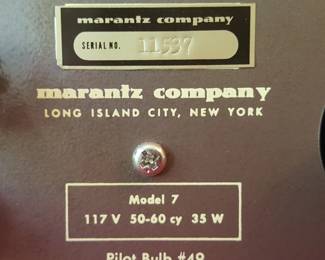 marantz company
SERIAL NO. 11537
marantz company
LONG ISLAND CITY, NEW YORK
Model 7
117 V 50-60 cy 35 W
Pilot Bulb #49